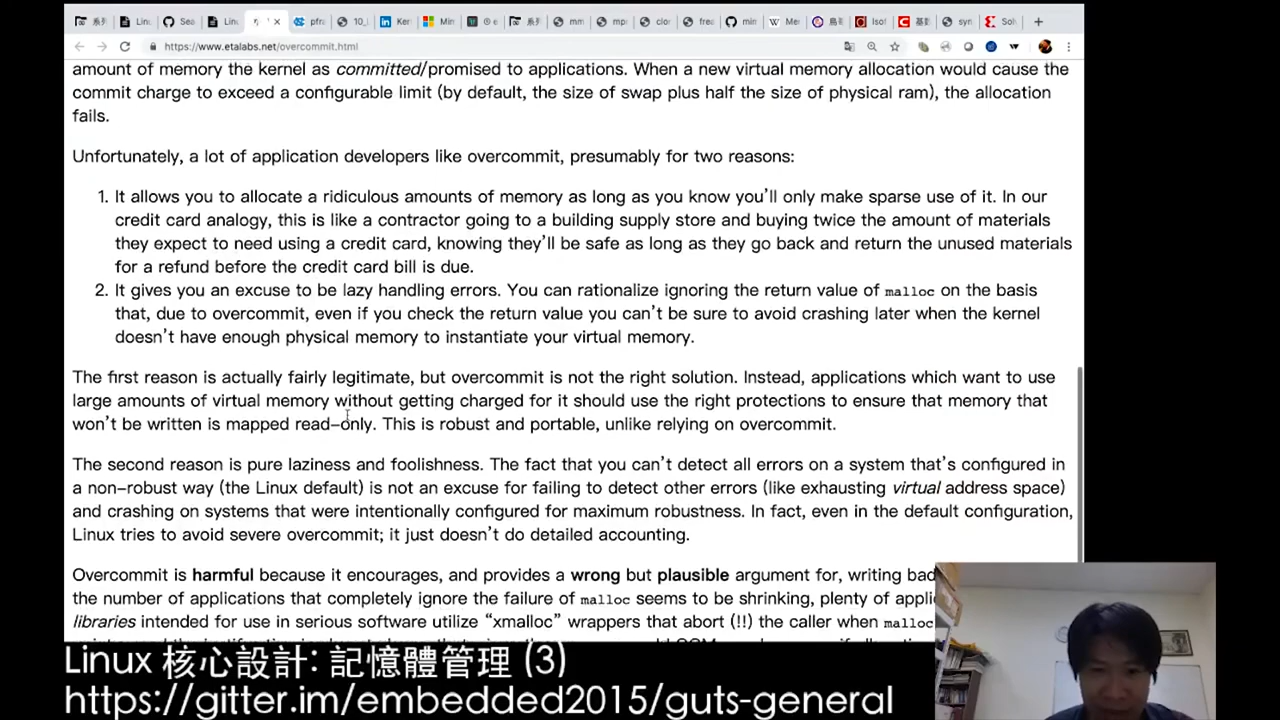 系列
Linu
Sea
Linu
pfra
10_
Ker
Min
系列
mm
mp
clo
free
min
We
Iso
syn
Sol
https://www.etalabs.net/overcommit.html
amount of memory the kernel as committed/promised to applications. When a new virtual memory allocation would cause the
commit charge to exceed a configurable limit (by default, the size of swap plus half the size of physical ram), the allocation
fails.
Unfortunately, a lot of application developers like overcommit, presumably for two reasons:
1. It allows you to allocate a ridiculous amounts of memory as long as you know you'll only make sparse use of it. In our
credit card analogy, this is like a contractor going to a building supply store and buying twice the amount of materials
they expect to need using a credit card, knowing they'll be safe as long as they go back and return the unused materials
for a refund before the credit card bill is due.
2. It gives you an excuse to be lazy handling errors. You can rationalize ignoring the return value of malloc on the basis
that, due to overcommit, even if you check the return value you can't be sure to avoid crashing later when the kernel
doesn't have enough physical memory to instantiate your virtual memory.
The first reason is actually fairly legitimate, but overcommit is not the right solution. Instead, applications which want to use
large amounts of virtual memory without getting charged for it should use the right protections to ensure that memory that
won't be written is mapped read-only. This is robust and portable, unlike relying on overcommit.
The second reason is pure laziness and foolishness. The fact that you can't detect all errors on a system that's configured in
a non-robust way (the Linux default) is not an excuse for failing to detect other errors (like exhausting virtual address space)
and crashing on systems that were intentionally configured for maximum robustness. In fact, even in the default configuration,
Linux tries to avoid severe overcommit; it just doesn't do detailed accounting.
Overcommit is harmful because it encourages, and provides a wrong but plausible argument for, writing bad
the number of applications that completely ignore the failure of malloc seems to be shrinking, plenty of appli
libraries intended for use in serious software utilize "xmalloc" wrappers that abort (!!) the caller when malloc
Linux 核心設計: 記憶體管理 (3)
https://gitter.im/embedded2015/guts-general